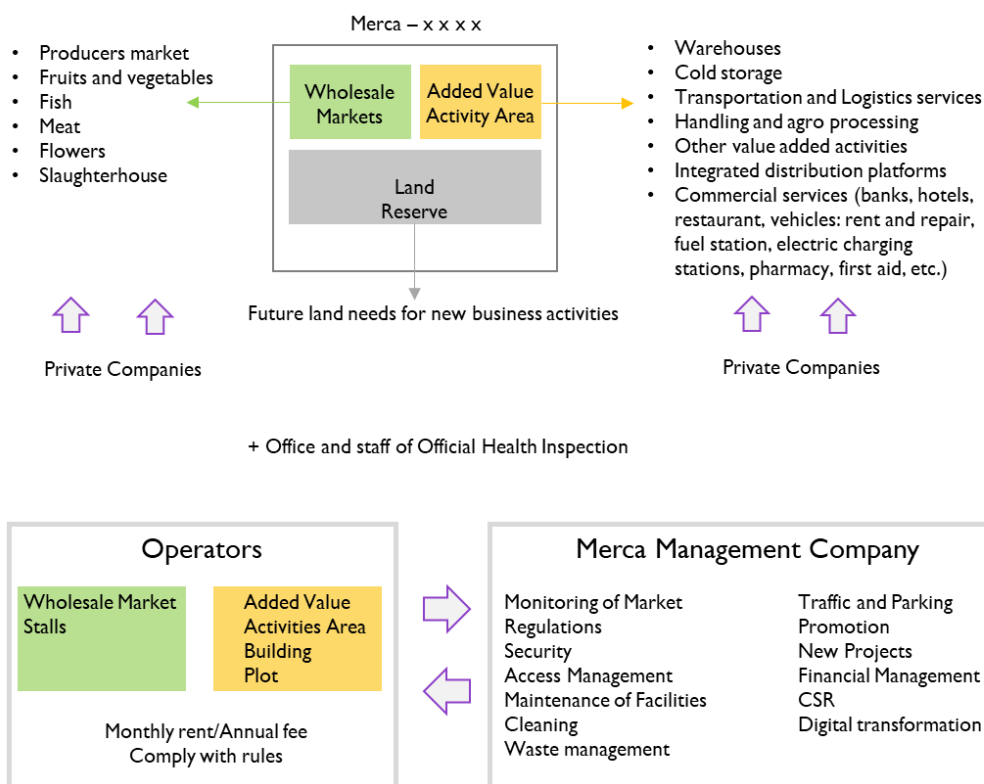 Merca – x x x x
• Producers market
• Fruits and vegetables
• Fish
• Meat
• Flowers
• Slaughterhouse
Wholesale
Markets
Added Value
Activity Area
Land
Reserve
• Warehouses
• Cold storage
• Transportation and Logistics services
• Handling and agro processing
• Other value added activities
• Integrated distribution platforms
• Commercial services (banks, hotels,
restaurant, vehicles: rent and repair,
fuel station, electric charging
stations, pharmacy, first aid, etc.)
Future land needs for new business activities
Private Companies
Private Companies
+ Office and staff of Official Health Inspection
Operators
Wholesale Market
Stalls
Added Value
Activities Area
Building
Plot
Monthly rent/Annual fee
Comply with rules
Merca Management Company
Monitoring of Market
Regulations
Security
Access Management
Maintenance of Facilities
Cleaning
Waste management
Traffic and Parking
Promotion
New Projects
Financial Management
CSR
Digital transformation